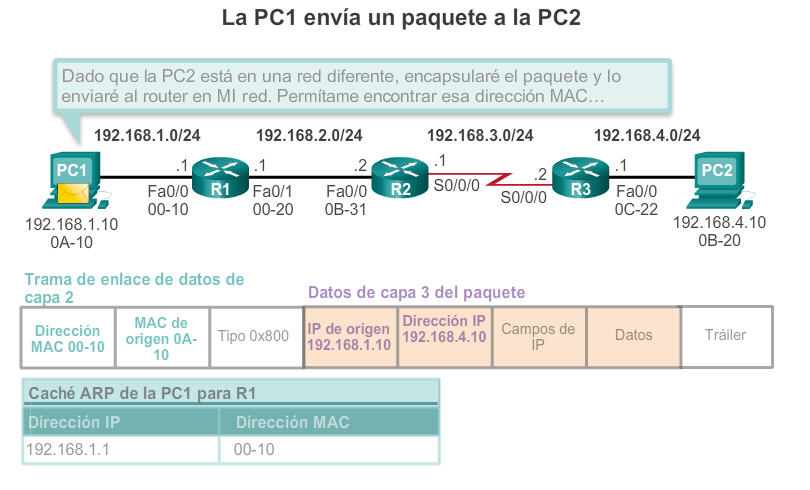 La PC1 envía un paquete a la PC2
Dado que la PC2 está en una red diferente, encapsularé el paquete y lo
enviaré al router en MI red. Permítame encontrar esa dirección MAC...
192.168.1.0/24
192.168.2.0/24
192.168.3.0/24
192.168.4.0/24
PC1
.1
R1
.1
.2
R2
.1
.2
R3
.1
PC2
Fa0/0
00-10
Fa0/1
00-20
Fa0/0
0B-31
S0/0/0
S0/0/0
Fa0/0
0C-22
192.168.1.10
0A-10
192.168.4.10
0B-20
Trama de enlace de datos de
capa 2
Datos de capa 3 del paquete
Dirección
MAC 00-10
MAC de
origen 0A-
10
Tipo 0x800
IP de origen
192.168.1.10
Dirección IP
192.168.4.10
Campos de
IP
Datos
Tráiler
Caché ARP de la PC1 para R1
Dirección IP
Dirección MAC
192.168.1.1
00-10